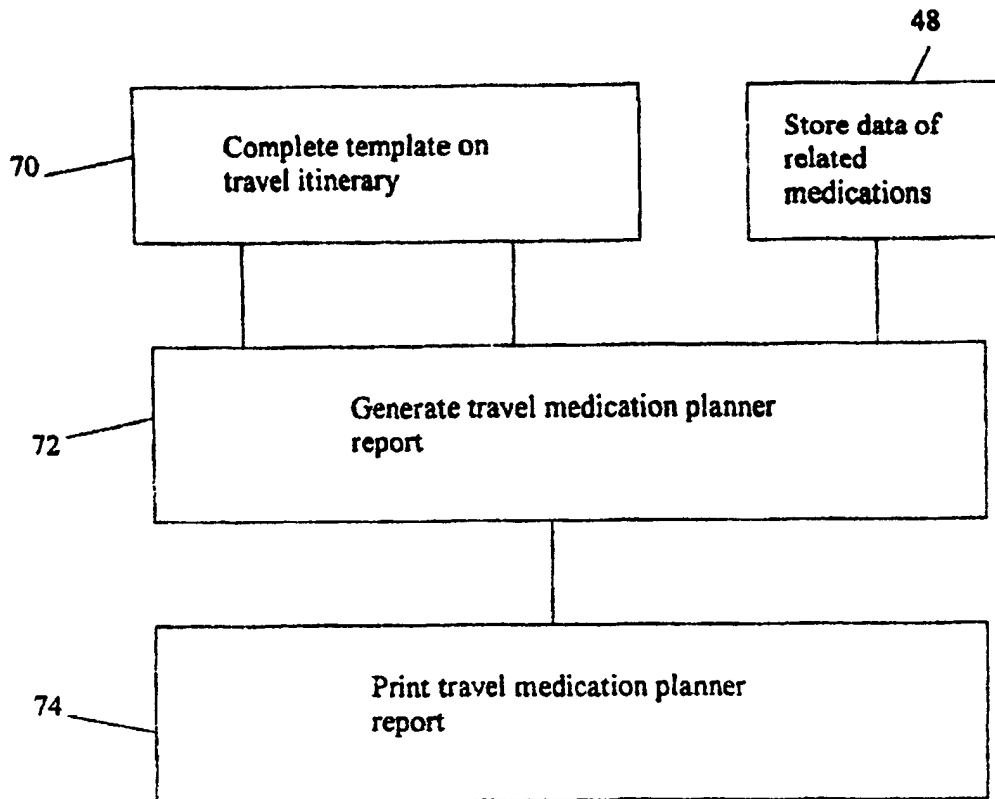 48
70
Complete template on
travel itinerary
Store data of
related
medications
72
Generate travel medication planner
report
74
Print travel medication planner
report